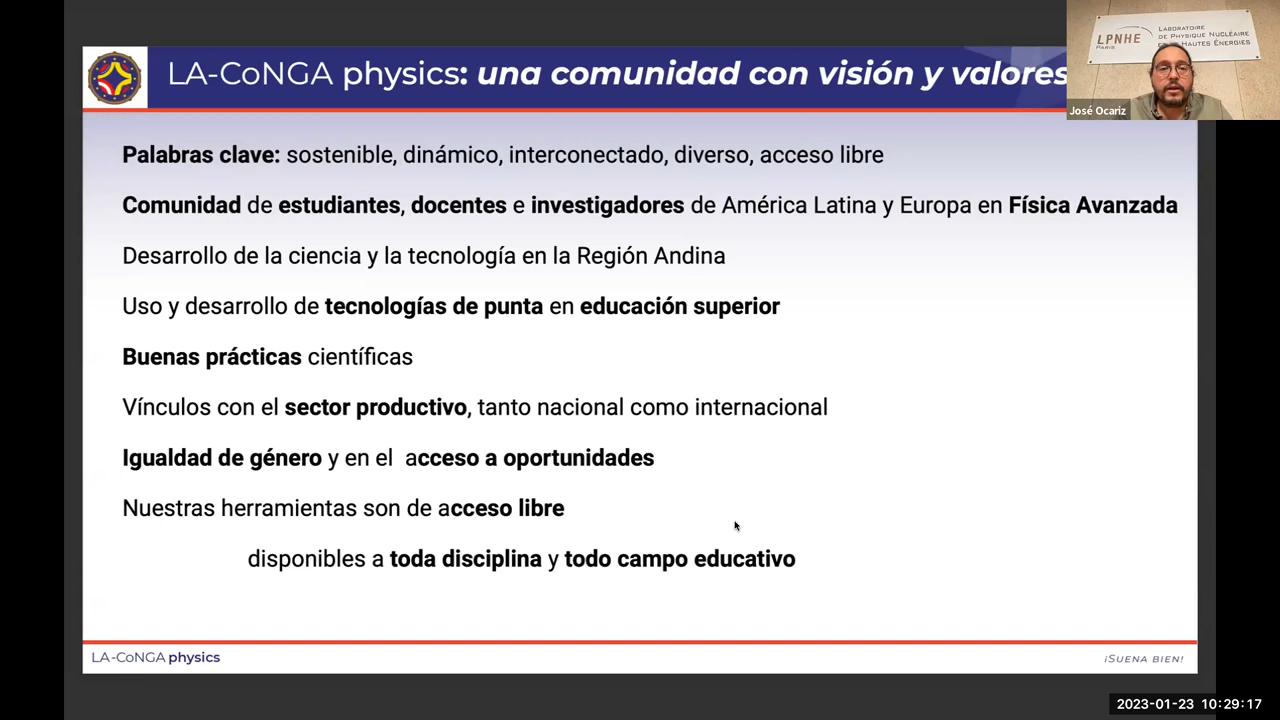 LA-CoNGA physics: una comunidad con visión y valores
LPNHE
PARIS
LABORATOIRE
DE PHYSIQUE NUCLÉAIRE
HAUTES ÉNERGIES
José Ocariz
Palabras clave: sostenible, dinámico, interconectado, diverso, acceso libre
Comunidad de estudiantes, docentes e investigadores de América Latina y Europa en Física Avanzada
Desarrollo de la ciencia y la tecnología en la Región Andina
Uso y desarrollo de tecnologías de punta en educación superior
Buenas prácticas científicas
Vínculos con el sector productivo, tanto nacional como internacional
Igualdad de género y en el acceso a oportunidades
Nuestras herramientas son de acceso libre
disponibles a toda disciplina y todo campo educativo
LA-CoNGA physics
¡SUENA BIEN!
2023-01-23 10:29:17